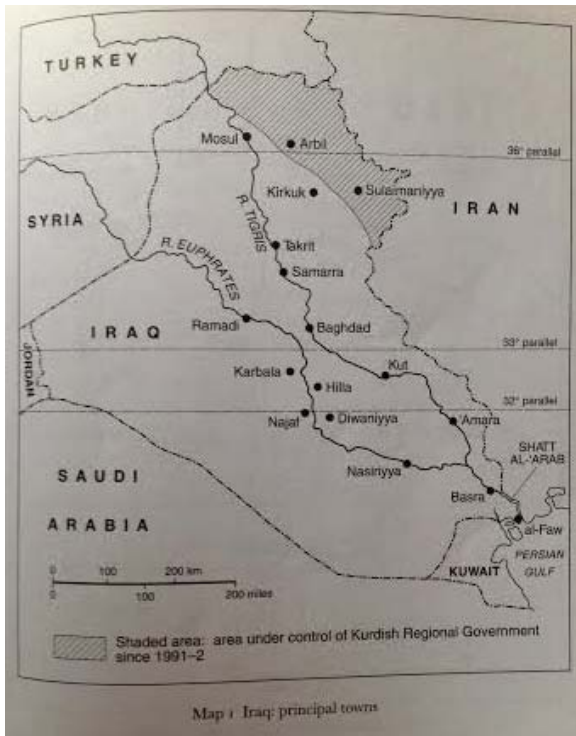 TURKEY
Mosul
Arbil
36° parallel
Kirkuk
Sulaimaniyya
SYRIA
R. TIGRIS
IRAN
R. EUPHRATES
Takrit
Samarra
IRAQ
Ramadi
Baghdad
33° parallel
JORDAN
Karbala
Kut
Hilla
32° parallel
Najaf
Diwaniyya
'Amara
SHATT
AL-'ARAB
SAUDI
ARABIA
Nasiriyya
Basra
al-Faw
PERSIAN
GULF
KUWAIT
0 100 200 km
0 100 200 miles
Shaded area: area under control of Kurdish Regional Government
since 1991–2
Map 1 Iraq: principal towns